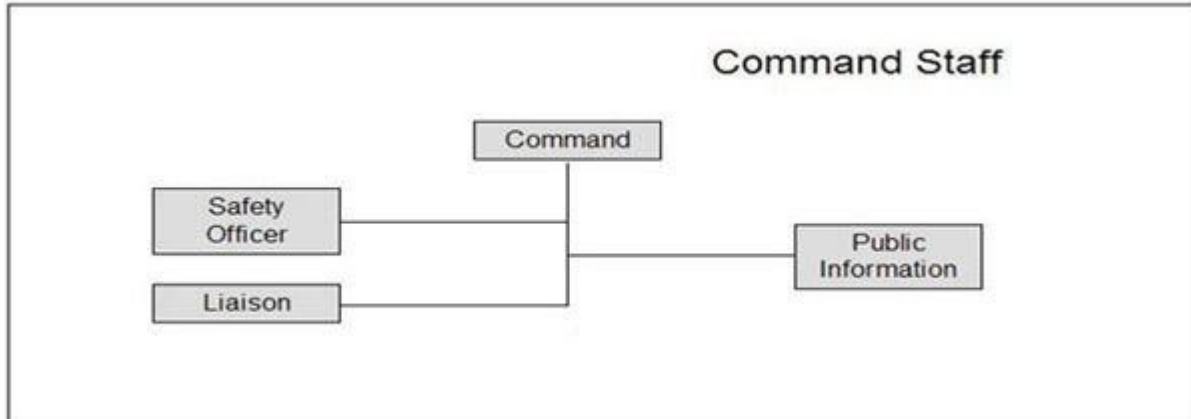 Command Staff
Command
Safety
Officer
Public
Information
Liaison